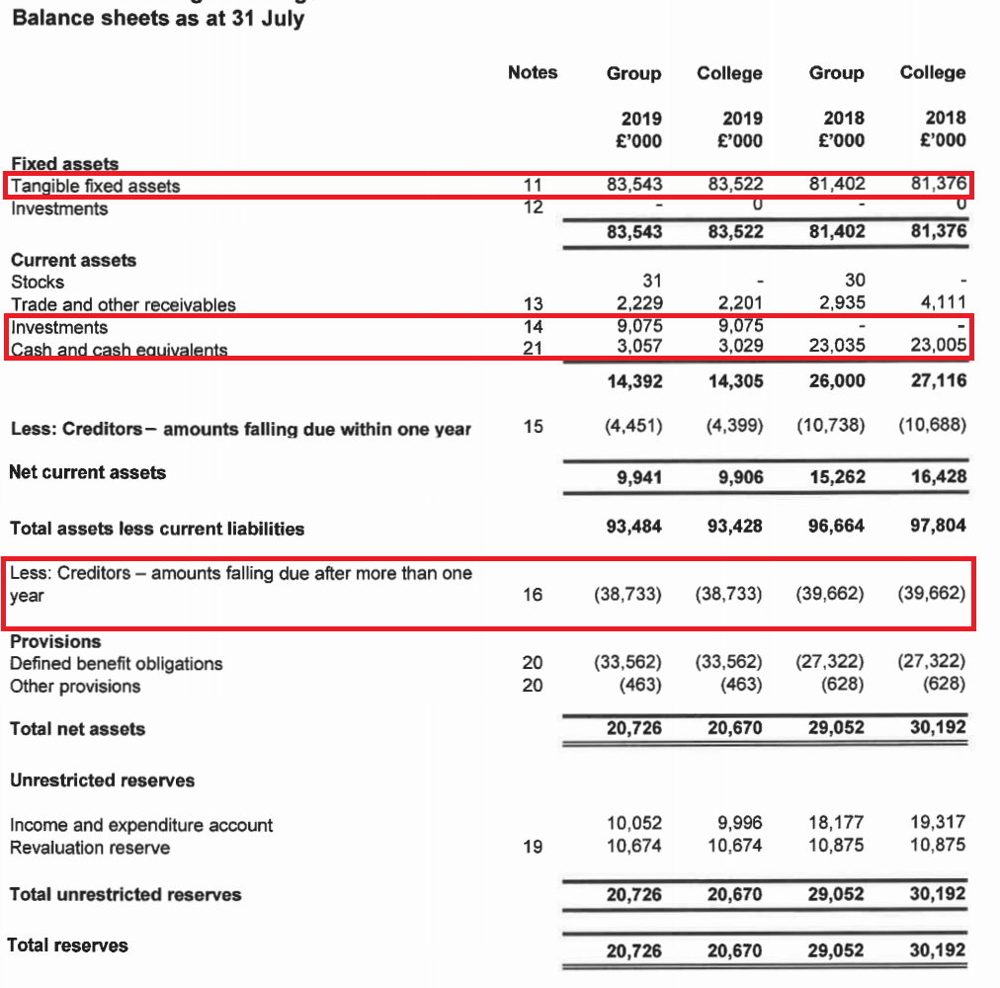 Balance sheets as at 31 July
Notes Group College Group College
2019 2019 2018 2018
£'000 £'000 £'000 £'000
Fixed assets
Tangible fixed assets 11 83,543 83,522 81,402 81,376
Investments 12 - 0 - 0
83,543 83,522 81,402 81,376
Current assets
Stocks 31 - 30 -
Trade and other receivables 13 2,229 2,201 2,935 4,111
Investments 14 9,075 9,075 - -
Cash and cash equivalents 21 3,057 3,029 23,035 23,005
14,392 14,305 26,000 27,116
Less: Creditors – amounts falling due within one year 15 (4,451) (4,399) (10,738) (10,688)
Net current assets 9,941 9,906 15,262 16,428
Total assets less current liabilities 93,484 93,428 96,664 97,804
Less: Creditors – amounts falling due after more than one
year 16 (38,733) (38,733) (39,662) (39,662)
Provisions
Defined benefit obligations 20 (33,562) (33,562) (27,322) (27,322)
Other provisions 20 (463) (463) (628) (628)
Total net assets 20,726 20,670 29,052 30,192
Unrestricted reserves
Income and expenditure account 10,052 9,996 18,177 19,317
Revaluation reserve 19 10,674 10,674 10,875 10,875
Total unrestricted reserves 20,726 20,670 29,052 30,192
Total reserves 20,726 20,670 29,052 30,192